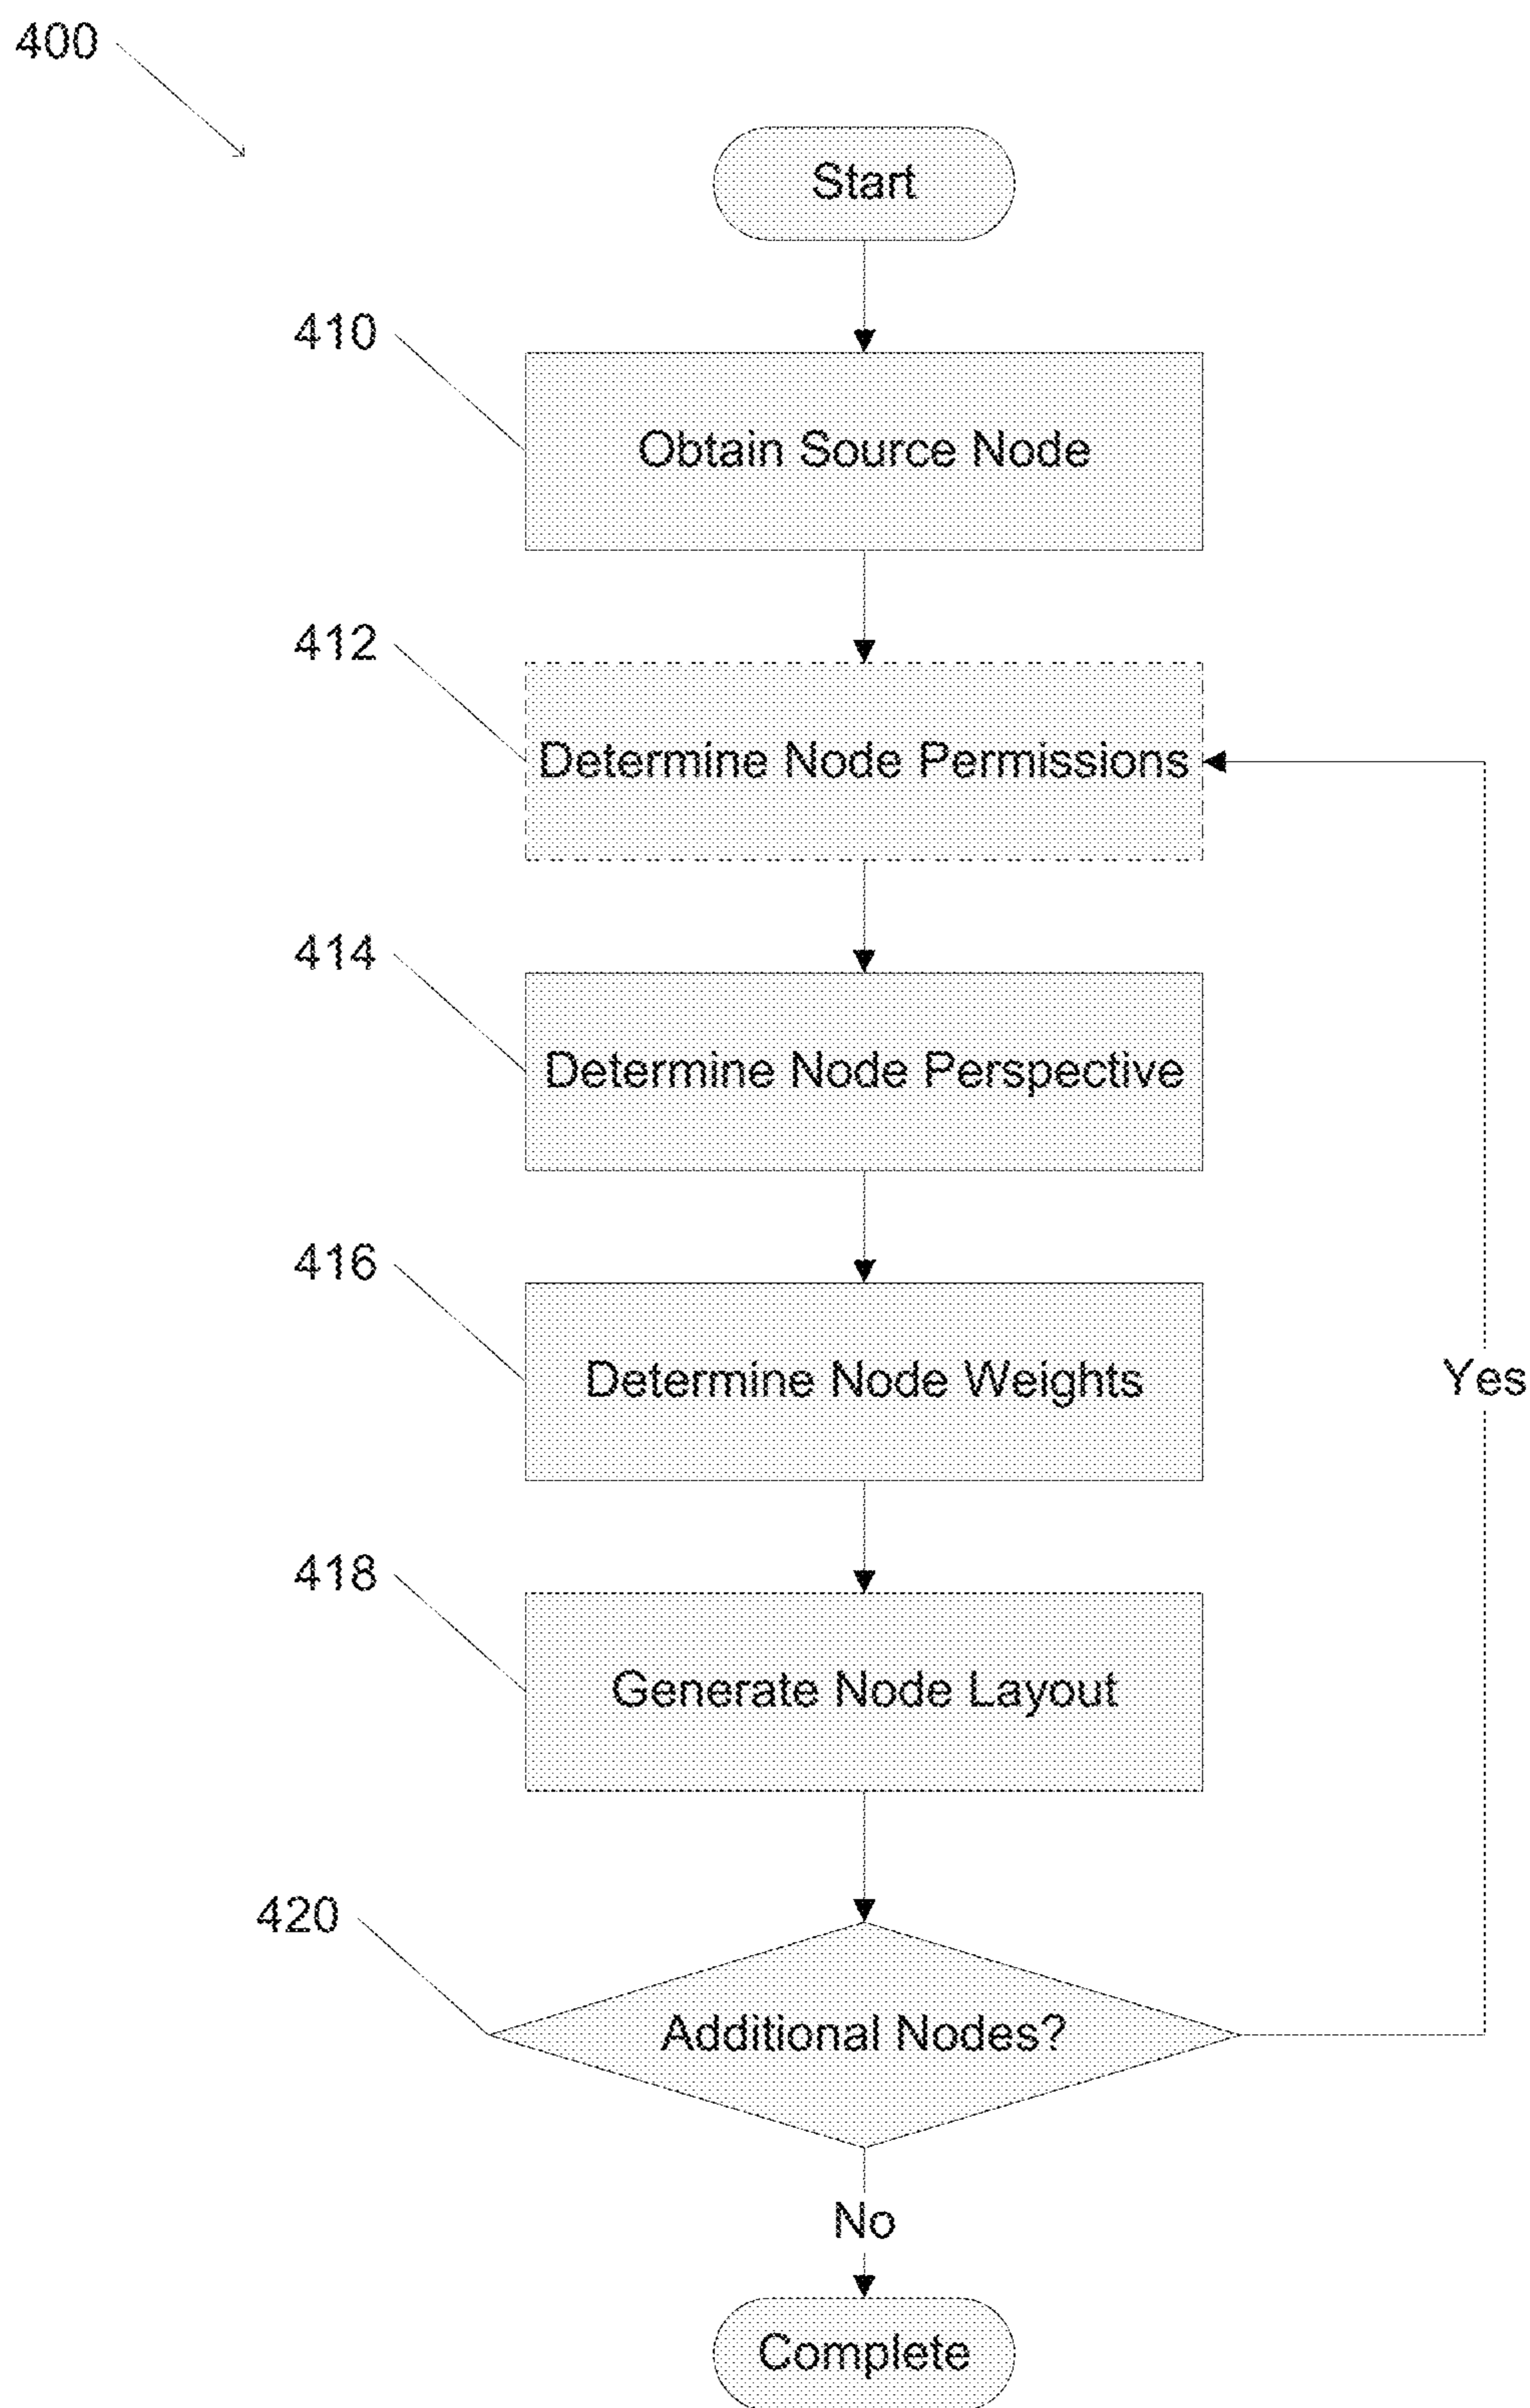 400
Start
410
Obtain Source Node
412
Determine Node Permissions
414
Determine Node Perspective
416
Determine Node Weights
Yes
418
Generate Node Layout
420
Additional Nodes?
No
Complete